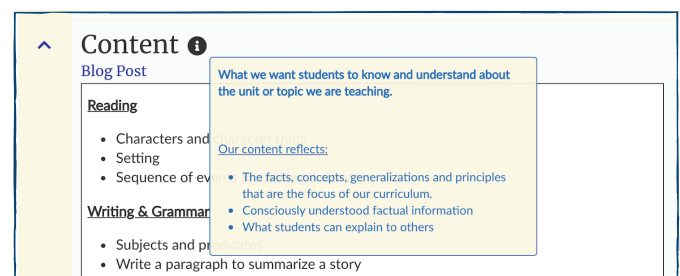 Content
Blog Post
What we want students to know and understand about
the unit or topic we are teaching.
Our content reflects:
The facts, concepts, generalizations and principles
that are the focus of our curriculum.
Consciously understood factual information
What students can explain to others
Reading
Characters and character traits
Setting
Sequence of
Writing & Grammar
Subjects and predicates
Write a paragraph to summarize a story